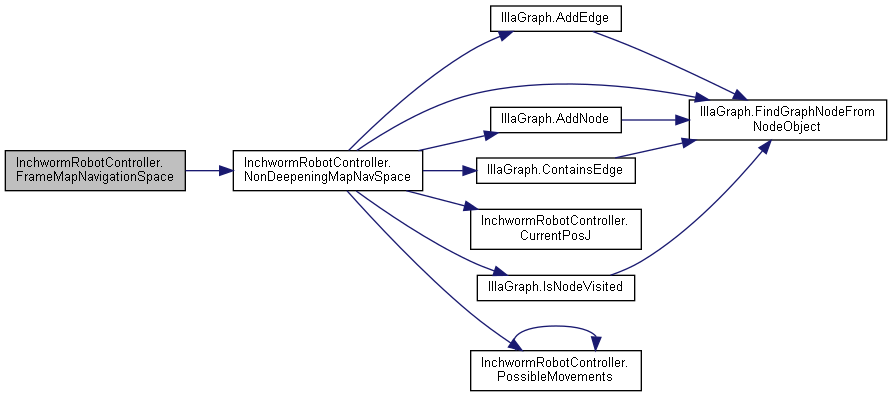 InchwormRobotController.
FrameMapNavigationSpace
InchwormRobotController.
NonDeepeningMapNavSpace
IllaGraph.AddEdge
IllaGraph.AddNode
IllaGraph.ContainsEdge
InchwormRobotController.
CurrentPosJ
IllaGraph.IsNodeVisited
InchwormRobotController.
PossibleMovements
IllaGraph.FindGraphNodeFrom
NodeObject